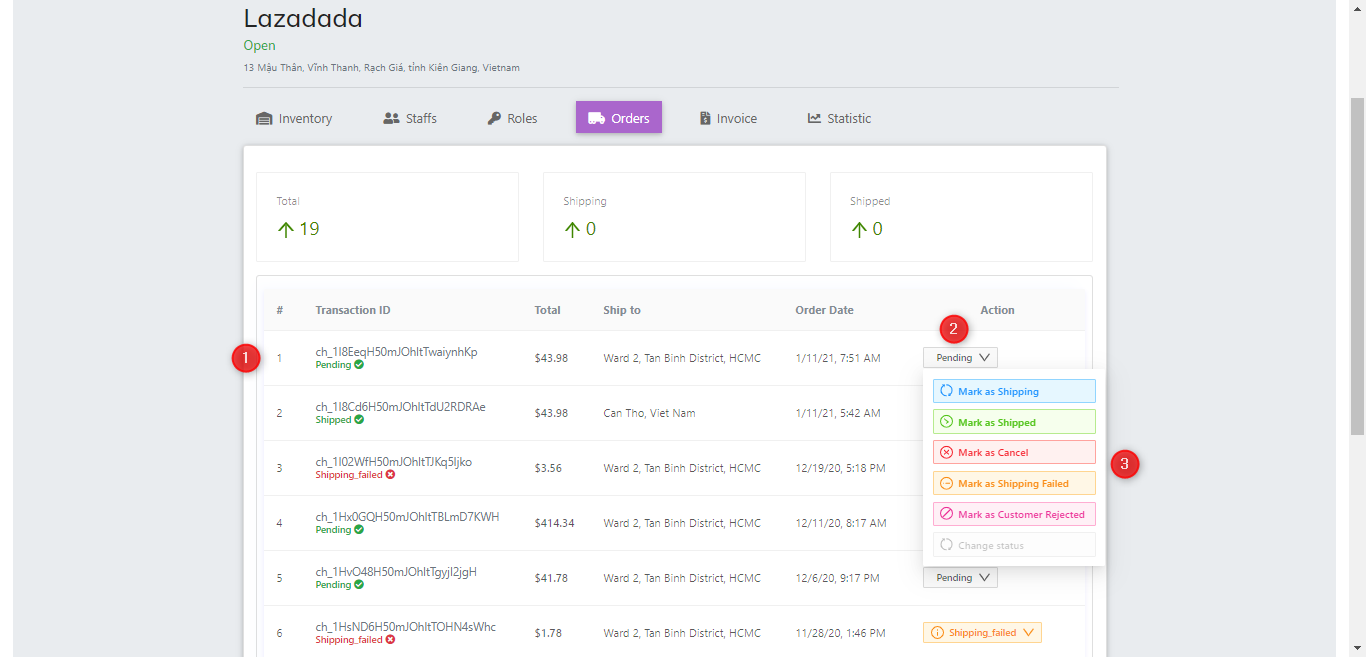 Lazadada
Open
13 Mậu Thân, Vĩnh Thanh, Rạch Giá, tỉnh Kiên Giang, Vietnam
Inventory Staffs Roles Orders Invoice Statistic
Total Shipping Shipped
19 0 0
# Transaction ID Total Ship to Order Date Action
2
1 1 ch_1I8EeqH50mJOhItTwaiynhKp $43.98 Ward 2, Tan Binh District, HCMC 1/11/21, 7:51 AM Pending
Pending
Mark as Shipping
2 ch_1I8Cd6H50mJOhItTdU2RDRAe $43.98 Can Tho, Viet Nam 1/11/21, 5:42 AM
Shipped
Mark as Shipped
Mark as Cancel
3 ch_1I02WfH50mJOhItTJKq5Ijko $3.56 Ward 2, Tan Binh District, HCMC 12/19/20, 5:18 PM
Shipping_failed
3
Mark as Shipping Failed
4 ch_1Hx0GQH50mJOhItTBLmD7KWH $414.34 Ward 2, Tan Binh District, HCMC 12/11/20, 8:17 AM
Pending
Mark as Customer Rejected
Change status
5 ch_1HvO48H50mJOhItTgyjI2jgH $41.78 Ward 2, Tan Binh District, HCMC 12/6/20, 9:17 PM Pending
Pending
6 ch_1HsND6H50mJOhItTOHN4sWhc $1.78 Ward 2, Tan Binh District, HCMC 11/28/20, 1:46 PM Shipping_failed
Shipping_failed